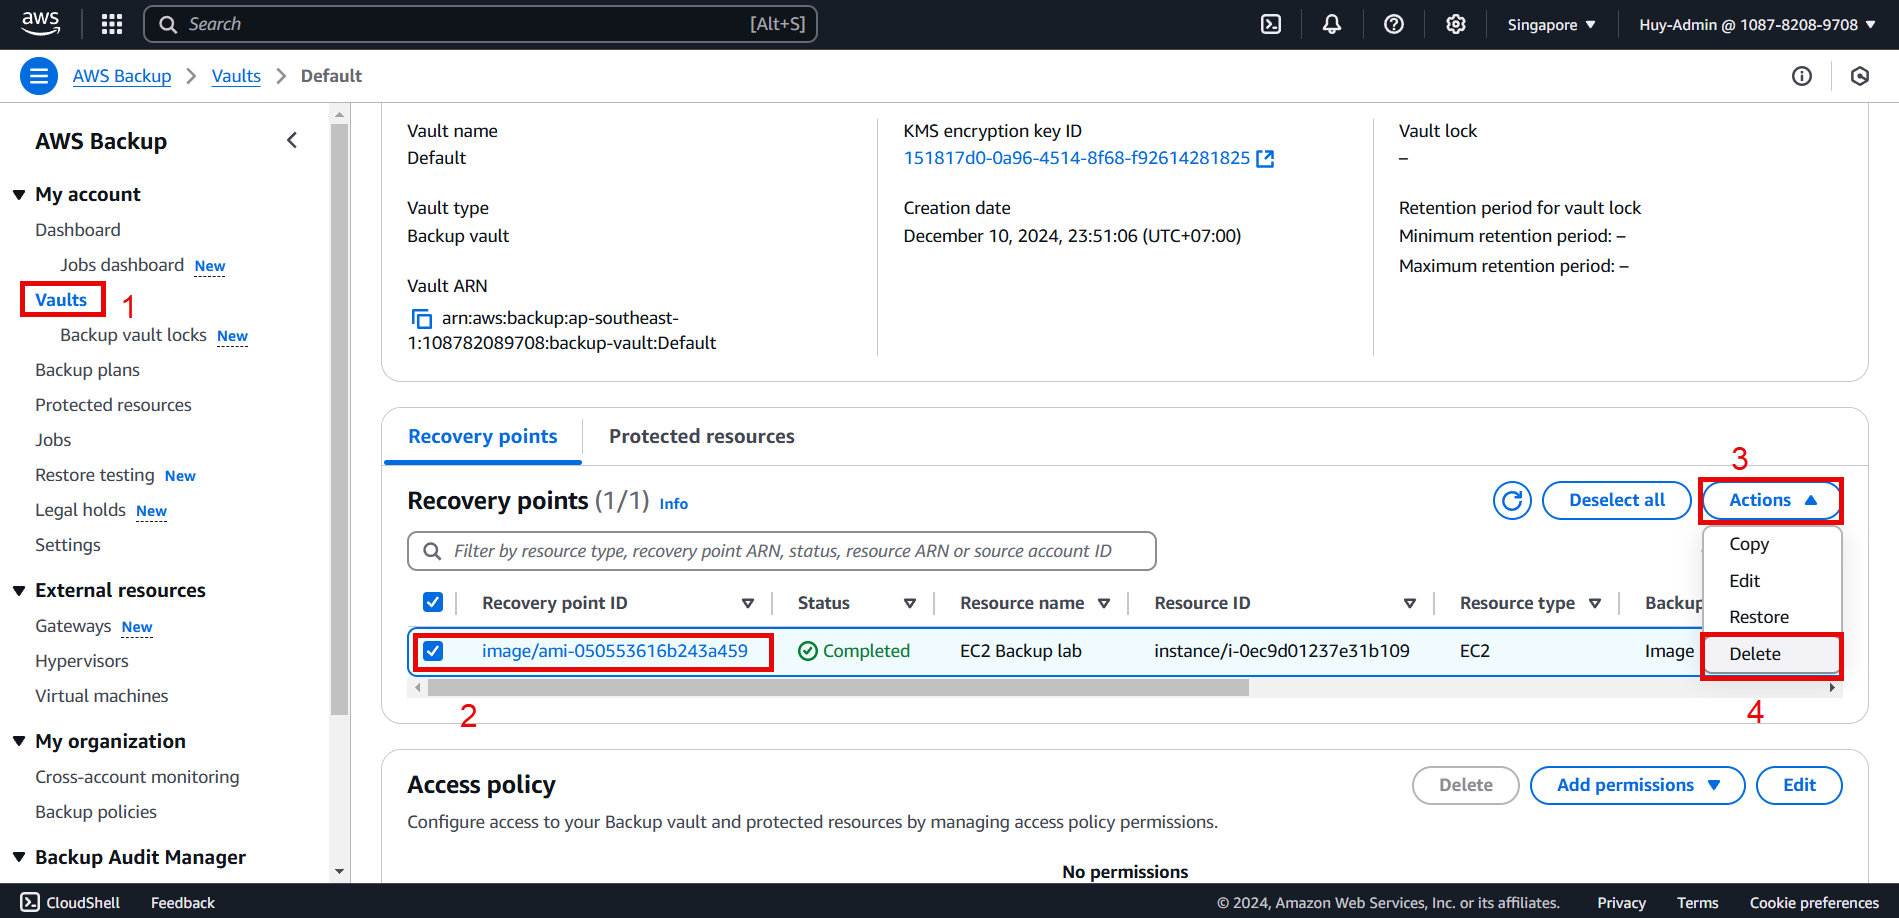 aws
Search [Alt+S]
Singapore ▼
Huy-Admin @ 1087-8208-9708 ▼
AWS Backup > Vaults > Default
AWS Backup
My account
Dashboard
Jobs dashboard New
Vaults 1
Backup vault locks New
Backup plans
Protected resources
Jobs
Restore testing New
Legal holds New
Settings
External resources
Gateways New
Hypervisors
Virtual machines
My organization
Cross-account monitoring
Backup policies
Backup Audit Manager
Vault name
Default
Vault type
Backup vault
Vault ARN
arn:aws:backup:ap-southeast-
1:108782089708:backup-vault:Default
KMS encryption key ID
151817d0-0a96-4514-8f68-f92614281825
Creation date
December 10, 2024, 23:51:06 (UTC+07:00)
Vault lock
–
Retention period for vault lock
Minimum retention period: –
Maximum retention period: –
Recovery points Protected resources
3
Recovery points (1/1) Info
Deselect all Actions
Copy
Edit
Restore
Delete
4
Filter by resource type, recovery point ARN, status, resource ARN or source account ID
Recovery point ID Status Resource name Resource ID Resource type Backup
image/ami-050553616b243a459 Completed EC2 Backup lab instance/i-0ec9d01237e31b109 EC2 Image
2
Access policy
Delete Add permissions Edit
Configure access to your Backup vault and protected resources by managing access policy permissions.
No permissions
CloudShell Feedback © 2024, Amazon Web Services, Inc. or its affiliates. Privacy Terms Cookie preferences